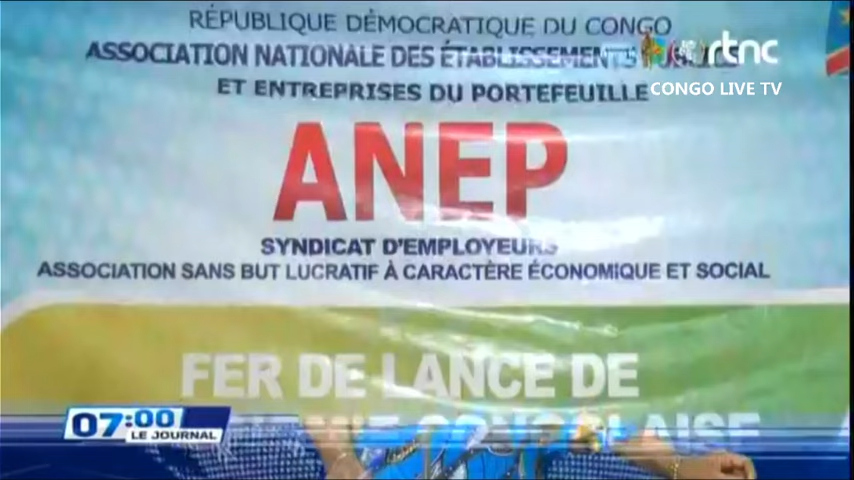 RÉPUBLIQUE DÉMOCRATIQUE DU CONGO
ASSOCIATION NATIONALE DES ÉTABLISSEMENTS
rtnc
ET ENTREPRISES DU PORTEFEUILLE
CONGO LIVE TV
ANEP
SYNDICAT D'EMPLOYEURS
ASSOCIATION SANS BUT LUCRATIF À CARACTÈRE ÉCONOMIQUE ET SOCIAL
FER DE LANCE DE
07:00
LE JOURNAL